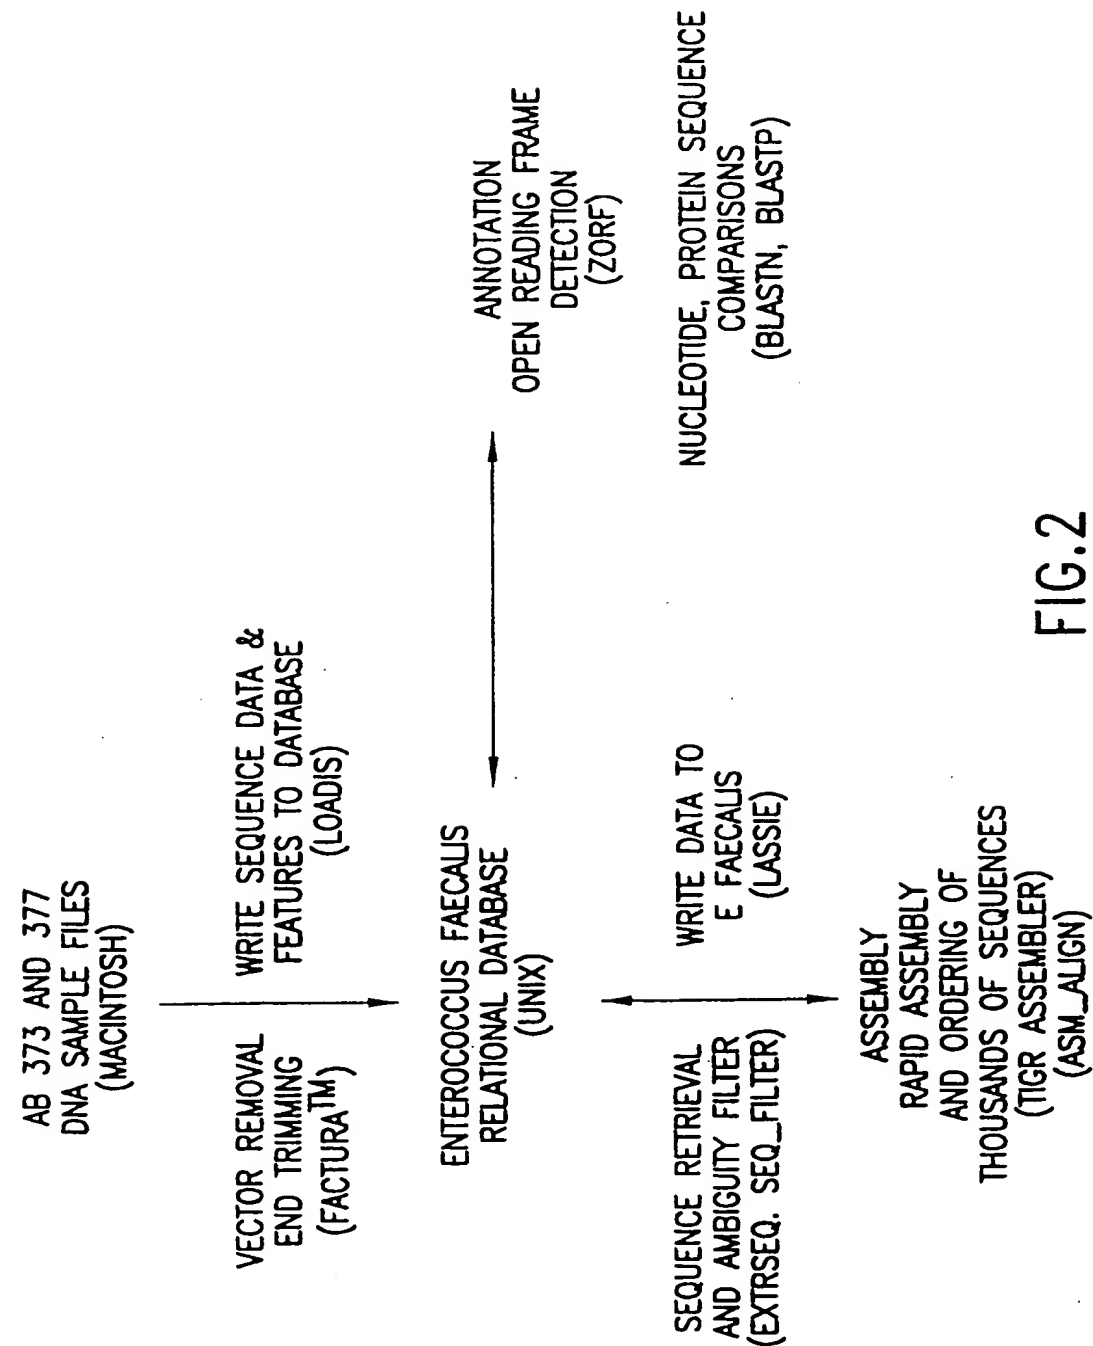 AB 373 AND 377
DNA SAMPLE FILES
(MACINTOSH)
VECTOR REMOVAL
END TRIMMING
(FACTURA™)
WRITE SEQUENCE DATA &
FEATURES TO DATABASE
(LOADIS)
ENTEROCOCCUS FAECALIS
RELATIONAL DATABASE
(UNIX)
ANNOTATION
OPEN READING FRAME
DETECTION
(ZORF)
NUCLEOTIDE, PROTEIN SEQUENCE
COMPARISONS
(BLASTN, BLASTP)
SEQUENCE RETRIEVAL
AND AMBIGUITY FILTER
(EXTRSEQ. SEQ_FILTER)
WRITE DATA TO
E FAECALIS
(LASSIE)
ASSEMBLY
RAPID ASSEMBLY
AND ORDERING OF
THOUSANDS OF SEQUENCES
(TIGR ASSEMBLER)
(ASM_ALIGN)
FIG.2